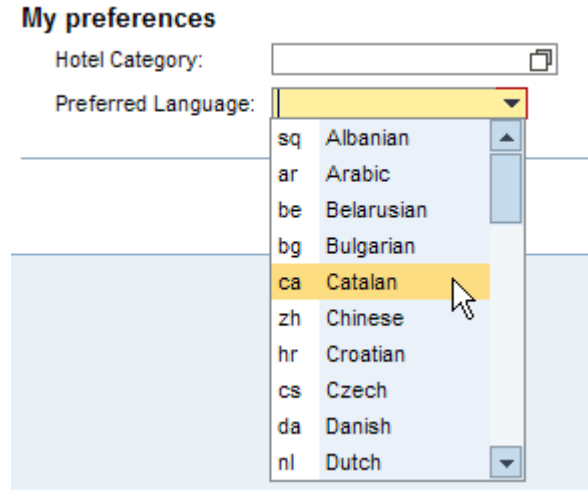 My preferences
Hotel Category:
Preferred Language:
sq Albanian
ar Arabic
be Belarusian
bg Bulgarian
ca Catalan
zh Chinese
hr Croatian
cs Czech
da Danish
nl Dutch